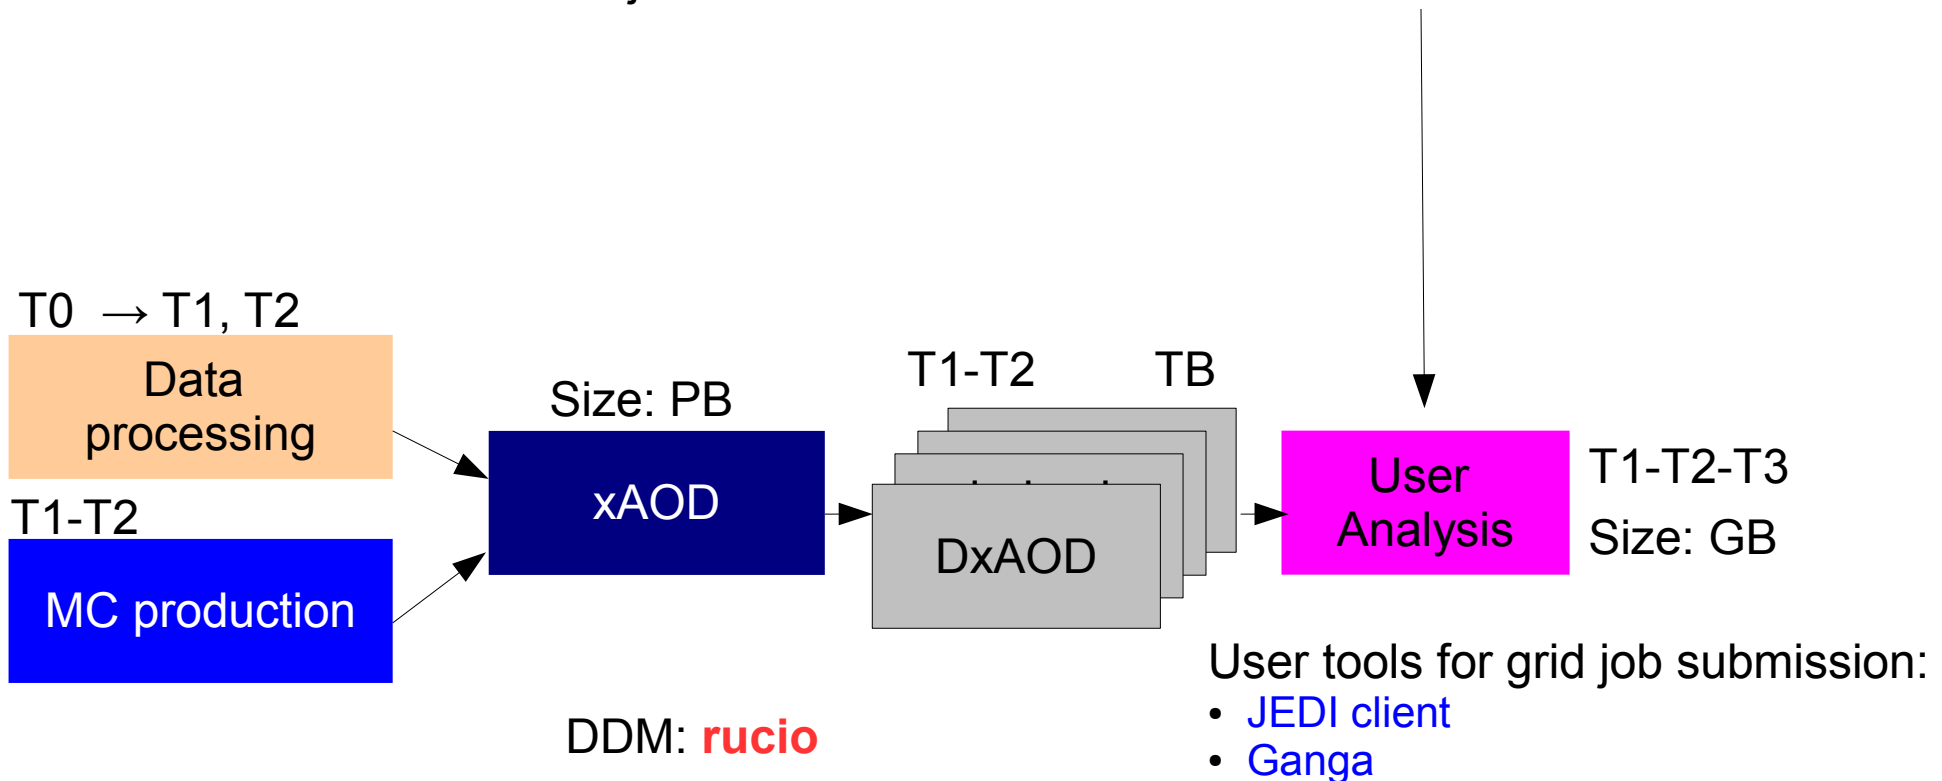 T0 → T1, T2
Data
processing
T1-T2
MC production
Size: PB
xAOD
T1-T2 TB
DxAOD
User
Analysis
T1-T2-T3
Size: GB
DDM: rucio
User tools for grid job submission:
• JEDI client
• Ganga